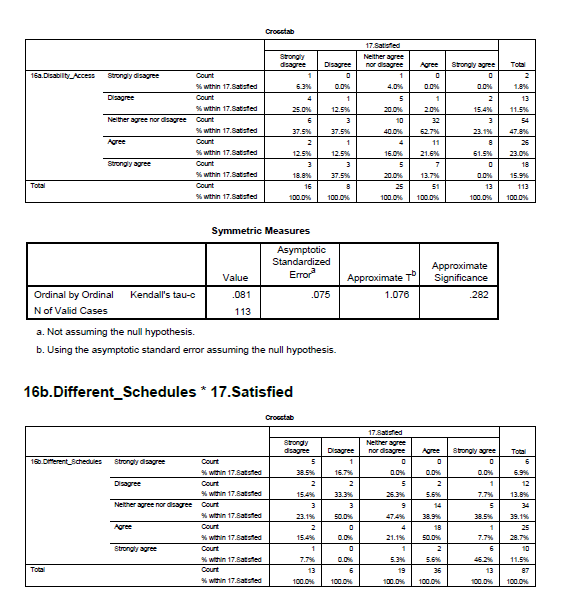 Crosstab
17.Satisfied
Strongly disagree Disagree Neither agree nor disagree Agree Strongly agree Total
16a.Disability_Access Strongly disagree Count 1 0 1 0 0 2
% within 17.Satisfied 6.3% 0.0% 4.0% 0.0% 0.0% 1.8%
Disagree Count 4 1 5 1 2 13
% within 17.Satisfied 25.0% 12.5% 20.0% 2.0% 15.4% 11.5%
Neither agree nor disagree Count 6 3 10 32 3 54
% within 17.Satisfied 37.5% 37.5% 40.0% 62.7% 23.1% 47.8%
Agree Count 2 1 4 11 8 26
% within 17.Satisfied 12.5% 12.5% 16.0% 21.6% 61.5% 23.0%
Strongly agree Count 3 3 5 7 0 18
% within 17.Satisfied 18.8% 37.5% 20.0% 13.7% 0.0% 15.9%
Total Count 16 8 25 51 13 113
% within 17.Satisfied 100.0% 100.0% 100.0% 100.0% 100.0% 100.0%
Symmetric Measures
Value Asymptotic Standardized Error^a Approximate T^b Approximate Significance
Ordinal by Ordinal Kendall's tau-c .081 .075 1.076 .282
N of Valid Cases 113
a. Not assuming the null hypothesis.
b. Using the asymptotic standard error assuming the null hypothesis.
16b.Different_Schedules * 17.Satisfied
Crosstab
17.Satisfied
Strongly disagree Disagree Neither agree nor disagree Agree Strongly agree Total
16b.Different_Schedules Strongly disagree Count 5 1 0 0 0 6
% within 17.Satisfied 38.5% 16.7% 0.0% 0.0% 0.0% 6.9%
Disagree Count 2 2 5 2 1 12
% within 17.Satisfied 15.4% 33.3% 26.3% 5.6% 7.7% 13.8%
Neither agree nor disagree Count 3 3 9 14 5 34
% within 17.Satisfied 23.1% 50.0% 47.4% 38.9% 38.5% 39.1%
Agree Count 2 0 4 18 1 25
% within 17.Satisfied 15.4% 0.0% 21.1% 50.0% 7.7% 28.7%
Strongly agree Count 1 0 1 2 6 10
% within 17.Satisfied 7.7% 0.0% 5.3% 5.6% 46.2% 11.5%
Total Count 13 6 19 36 13 87
% within 17.Satisfied 100.0% 100.0% 100.0% 100.0% 100.0% 100.0%